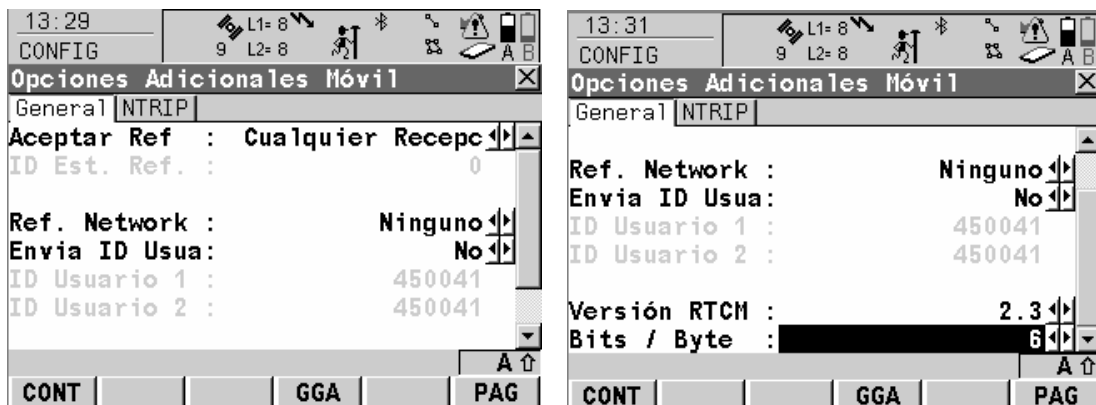 13:29
CONFIG
L1= 8
9 L2= 8
A B
Opciones Adicionales Móvil
General NTRIP
Aceptar Ref : Cualquier Recepc
ID Est. Ref. : 0
Ref. Network : Ninguno
Envia ID Usua: No
ID Usuario 1 : 450041
ID Usuario 2 : 450041
A
CONT GGA PAG
13:31
CONFIG
L1= 8
9 L2= 8
A B
Opciones Adicionales Móvil
General NTRIP
Ref. Network : Ninguno
Envia ID Usua: No
ID Usuario 1 : 450041
ID Usuario 2 : 450041
Versión RTCM : 2.3
Bits / Byte : 6
A
CONT GGA PAG